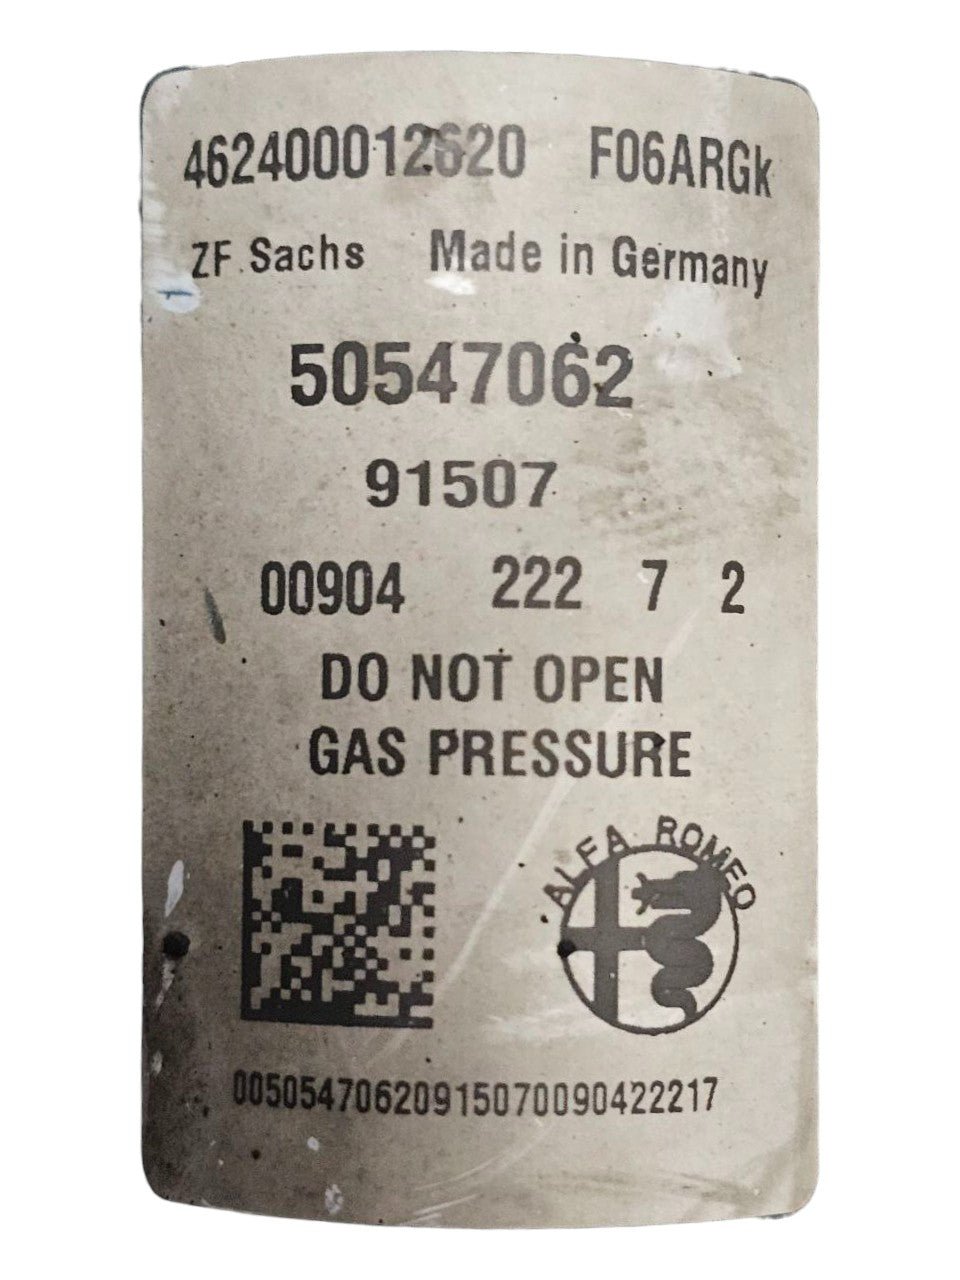 462400012620 F06ARGk
ZF Sachs Made in Germany
50547062
91507
00904 222 7 2
DO NOT OPEN
GAS PRESSURE
ALFA ROMEO
00505470620915070090422217